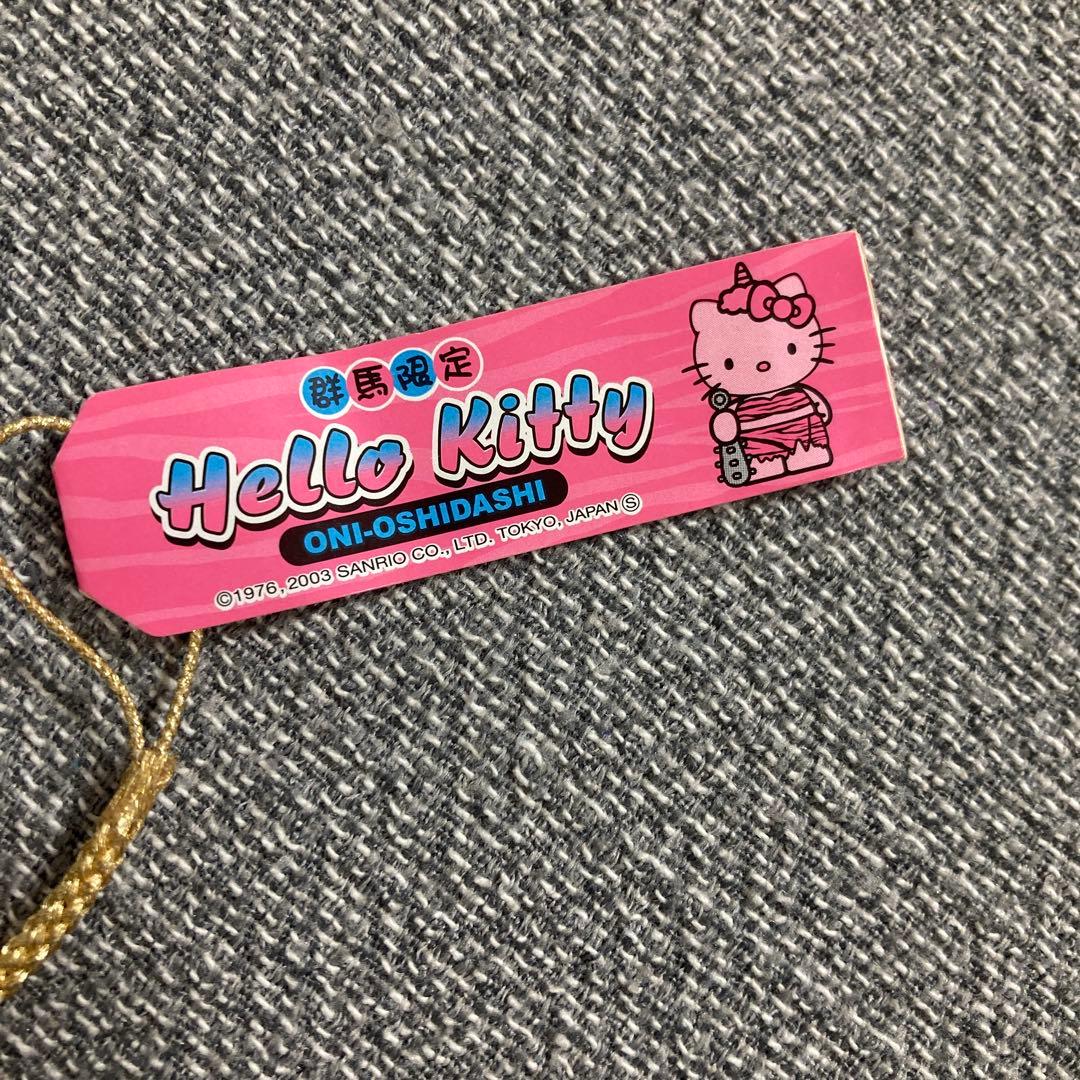 群馬限定
Hello Kitty
ONI-OSHIDASHI
©1976, 2003 SANRIO CO., LTD. TOKYO, JAPAN Ⓢ